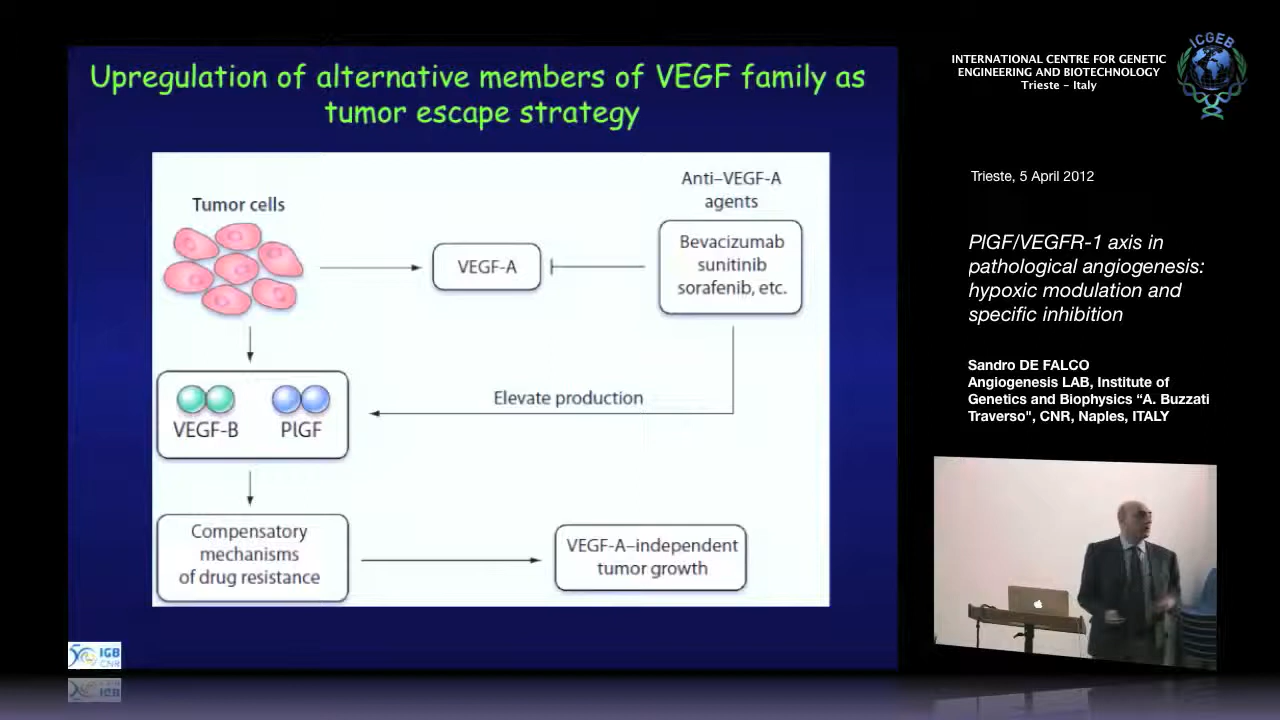 Upregulation of alternative members of VEGF family as
tumor escape strategy
Tumor cells
VEGF-A
Anti–VEGF-A
agents
Bevacizumab
sunitinib
sorafenib, etc.
Elevate production
VEGF-B
PlGF
Compensatory
mechanisms
of drug resistance
VEGF-A–independent
tumor growth
50 IGB
CNR
INTERNATIONAL CENTRE FOR GENETIC
ENGINEERING AND BIOTECHNOLOGY
Trieste - Italy
ICGEB
Trieste, 5 April 2012
PlGF/VEGFR-1 axis in
pathological angiogenesis:
hypoxic modulation and
specific inhibition
Sandro DE FALCO
Angiogenesis LAB, Institute of
Genetics and Biophysics “A. Buzzati
Traverso", CNR, Naples, ITALY